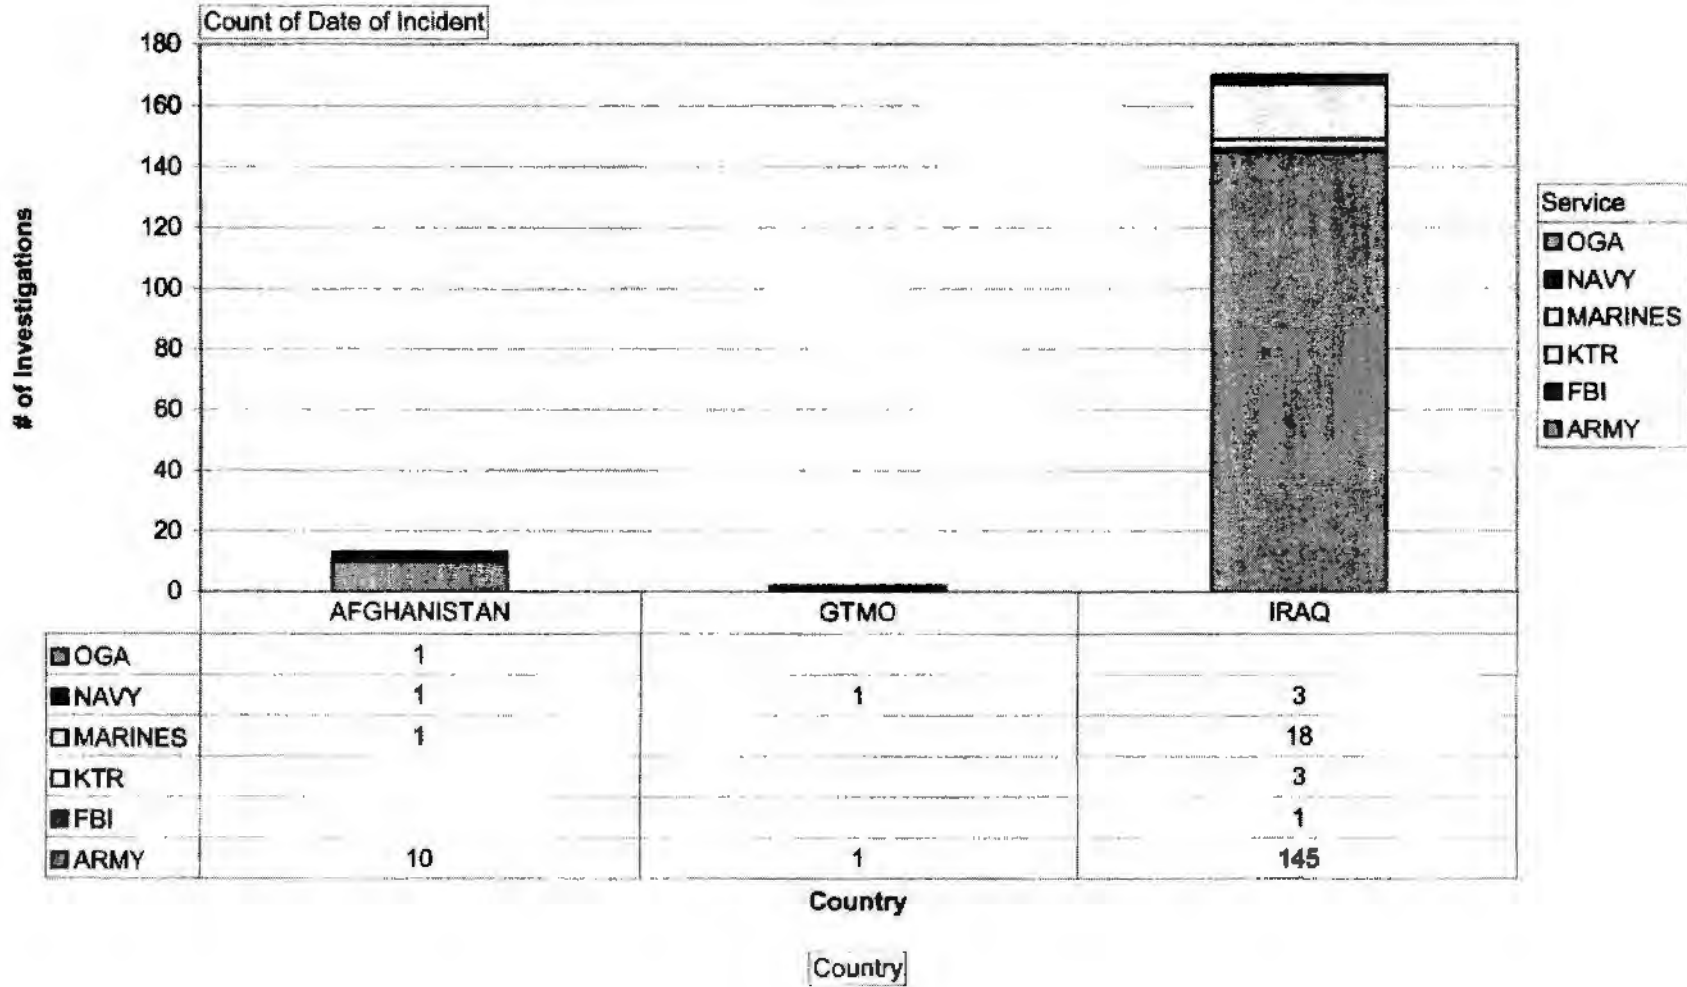 Count of Date of Incident
180
160
140
120
100
80
60
40
20
0
# of Investigations
AFGHANISTAN GTMO IRAQ
OGA 1
NAVY 1 1 3
MARINES 1 18
KTR 3
FBI 1
ARMY 10 1 145
Country
Country
Service
OGA
NAVY
MARINES
KTR
FBI
ARMY